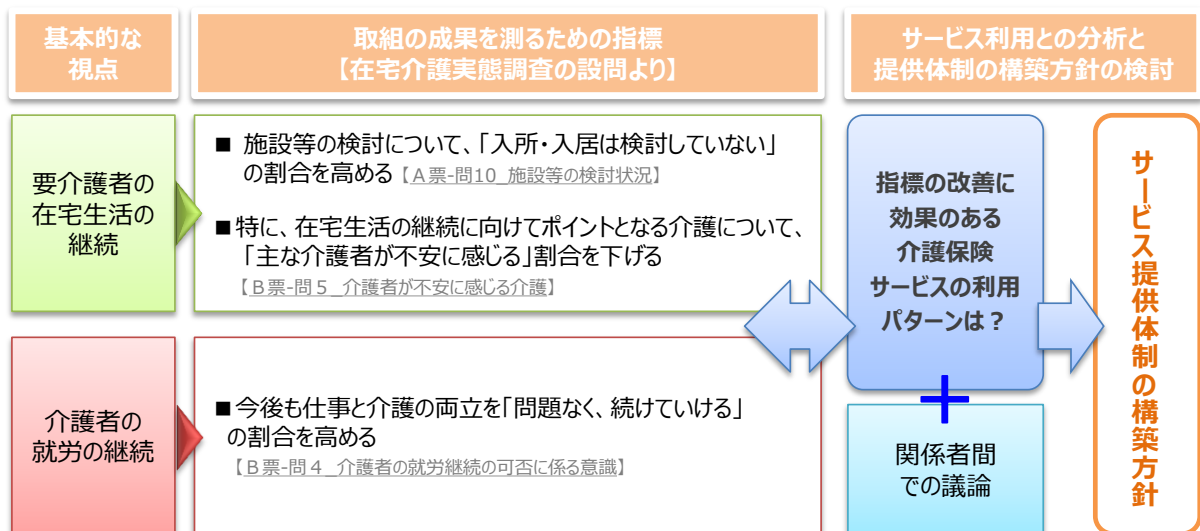 基本的な
視点
取組の成果を測るための指標
【在宅介護実態調査の設問より】
サービス利用との分析と
提供体制の構築方針の検討
要介護者の
在宅生活の
継続
■ 施設等の検討について、「入所・入居は検討していない」
の割合を高める【A票-問10_施設等の検討状況】
■特に、在宅生活の継続に向けてポイントとなる介護について、
「主な介護者が不安に感じる」割合を下げる
【B票-問5_介護者が不安に感じる介護】
介護者の
就労の継続
■今後も仕事と介護の両立を「問題なく、続けていける」
の割合を高める
【B票-問4_介護者の就労継続の可否に係る意識】
指標の改善に
効果のある
介護保険
サービスの利用
パターンは?
+
関係者間
での議論
サービス提供体制の構築方針